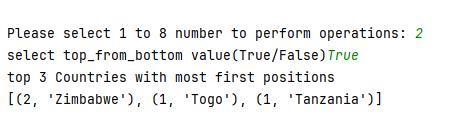 Please select 1 to 8 number to perform operations: 2
select top_from_bottom value(True/False)True
top 3 Countries with most first positions
[(2, 'Zimbabwe'), (1, 'Togo'), (1, 'Tanzania')]